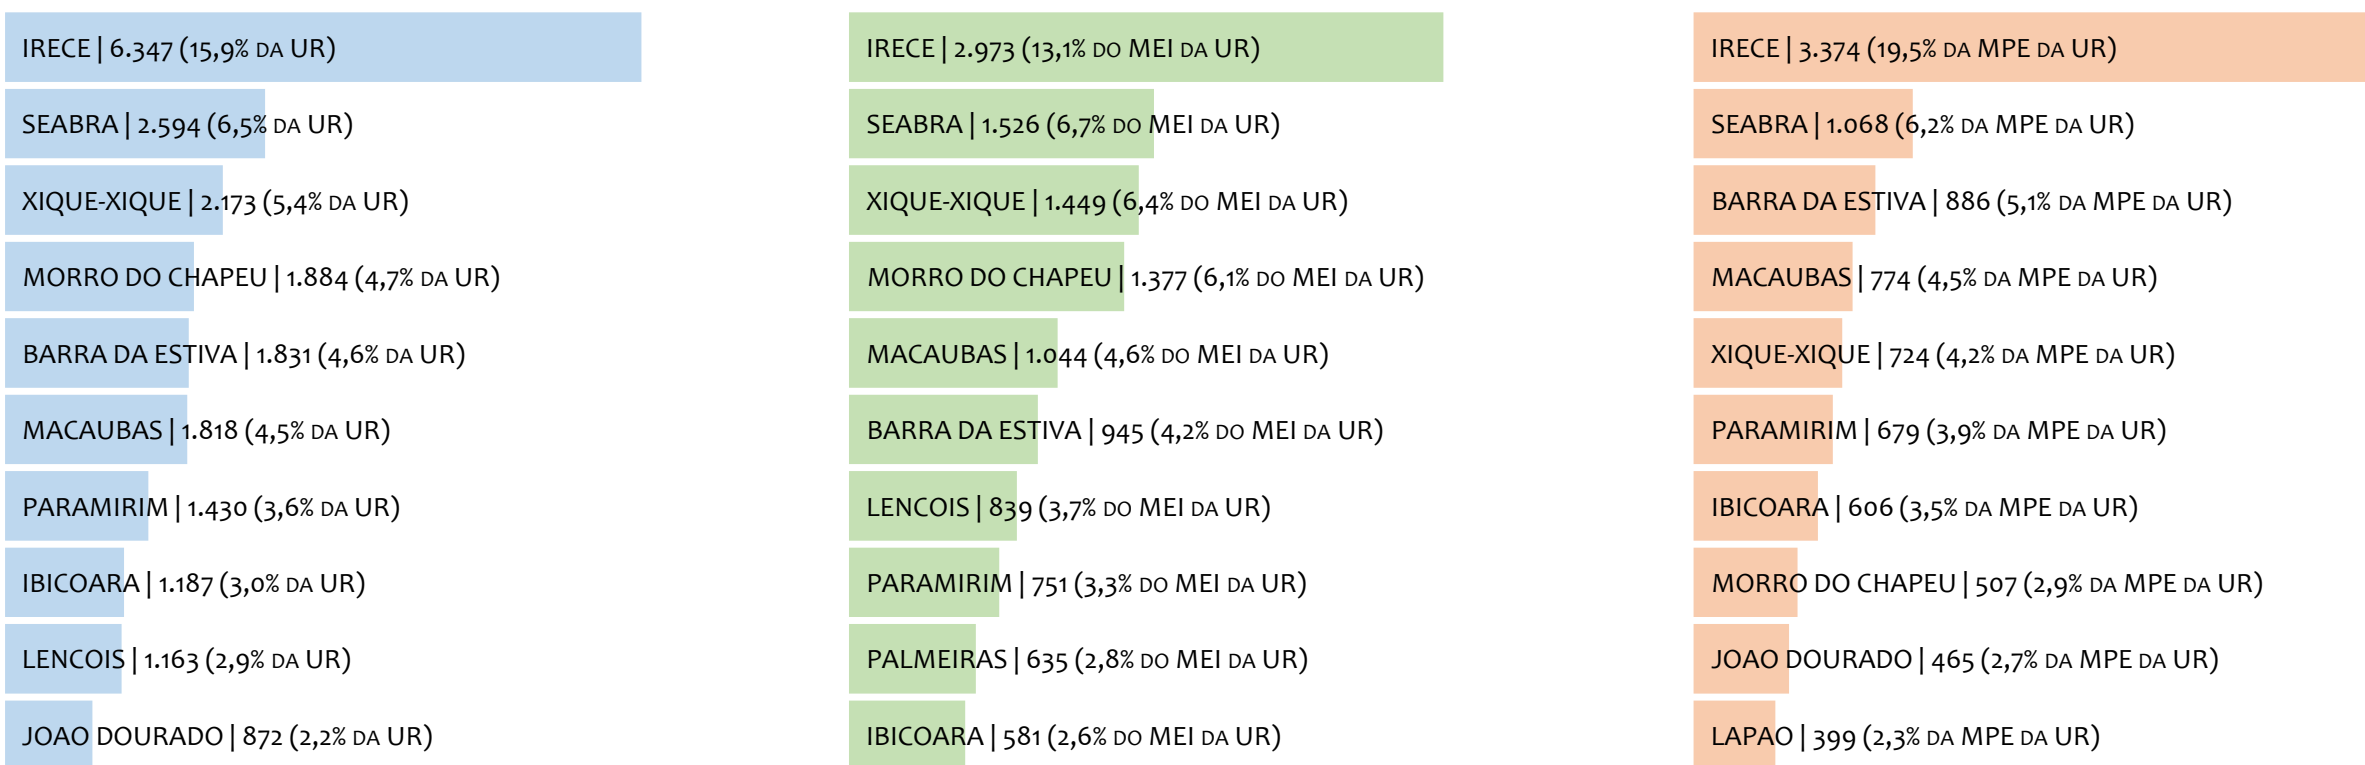 IRECE | 6.347 (15,9% DA UR)
SEABRA | 2.594 (6,5% DA UR)
XIQUE-XIQUE | 2.173 (5,4% DA UR)
MORRO DO CHAPEU | 1.884 (4,7% DA UR)
BARRA DA ESTIVA | 1.831 (4,6% DA UR)
MACAUBAS | 1.818 (4,5% DA UR)
PARAMIRIM | 1.430 (3,6% DA UR)
IBICOARA | 1.187 (3,0% DA UR)
LENCOIS | 1.163 (2,9% DA UR)
JOAO DOURADO | 872 (2,2% DA UR)
IRECE | 2.973 (13,1% DO MEI DA UR)
SEABRA | 1.526 (6,7% DO MEI DA UR)
XIQUE-XIQUE | 1.449 (6,4% DO MEI DA UR)
MORRO DO CHAPEU | 1.377 (6,1% DO MEI DA UR)
MACAUBAS | 1.044 (4,6% DO MEI DA UR)
BARRA DA ESTIVA | 945 (4,2% DO MEI DA UR)
LENCOIS | 839 (3,7% DO MEI DA UR)
PARAMIRIM | 751 (3,3% DO MEI DA UR)
PALMEIRAS | 635 (2,8% DO MEI DA UR)
IBICOARA | 581 (2,6% DO MEI DA UR)
IRECE | 3.374 (19,5% DA MPE DA UR)
SEABRA | 1.068 (6,2% DA MPE DA UR)
BARRA DA ESTIVA | 886 (5,1% DA MPE DA UR)
MACAUBAS | 774 (4,5% DA MPE DA UR)
XIQUE-XIQUE | 724 (4,2% DA MPE DA UR)
PARAMIRIM | 679 (3,9% DA MPE DA UR)
IBICOARA | 606 (3,5% DA MPE DA UR)
MORRO DO CHAPEU | 507 (2,9% DA MPE DA UR)
JOAO DOURADO | 465 (2,7% DA MPE DA UR)
LAPAO | 399 (2,3% DA MPE DA UR)